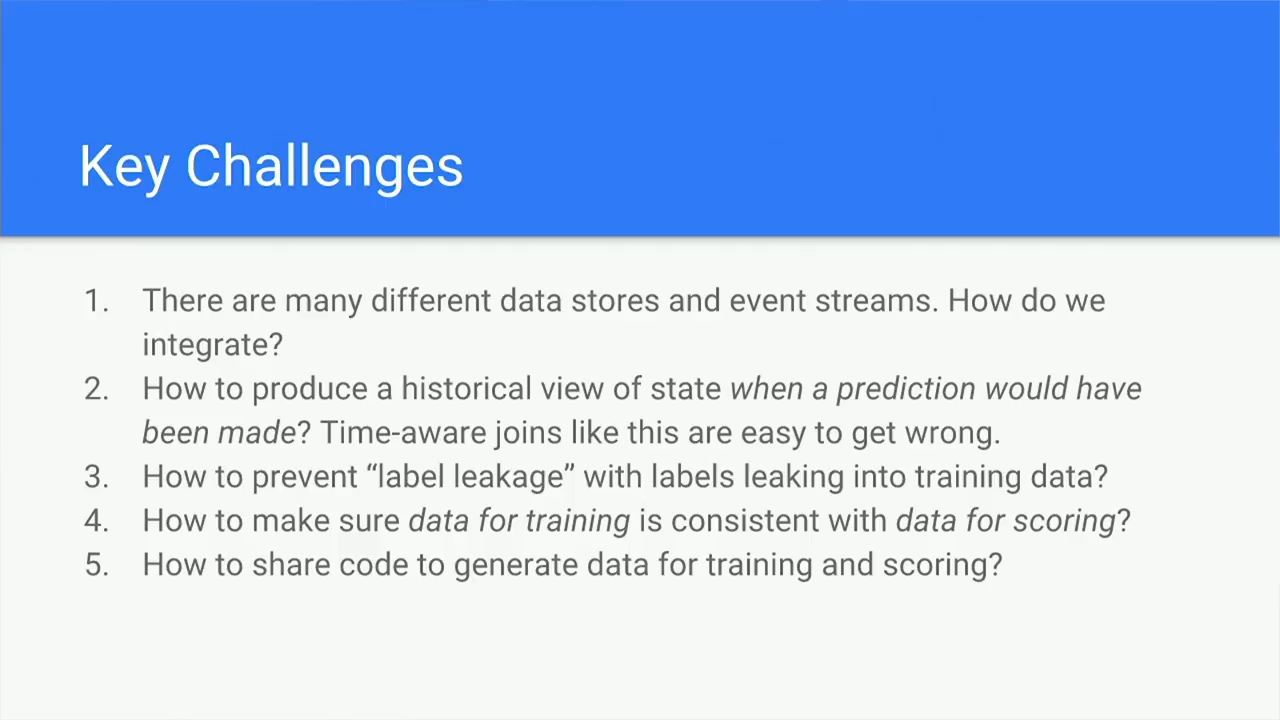 Key Challenges
1. There are many different data stores and event streams. How do we
integrate?
2. How to produce a historical view of state when a prediction would have
been made? Time-aware joins like this are easy to get wrong.
3. How to prevent “label leakage” with labels leaking into training data?
4. How to make sure data for training is consistent with data for scoring?
5. How to share code to generate data for training and scoring?